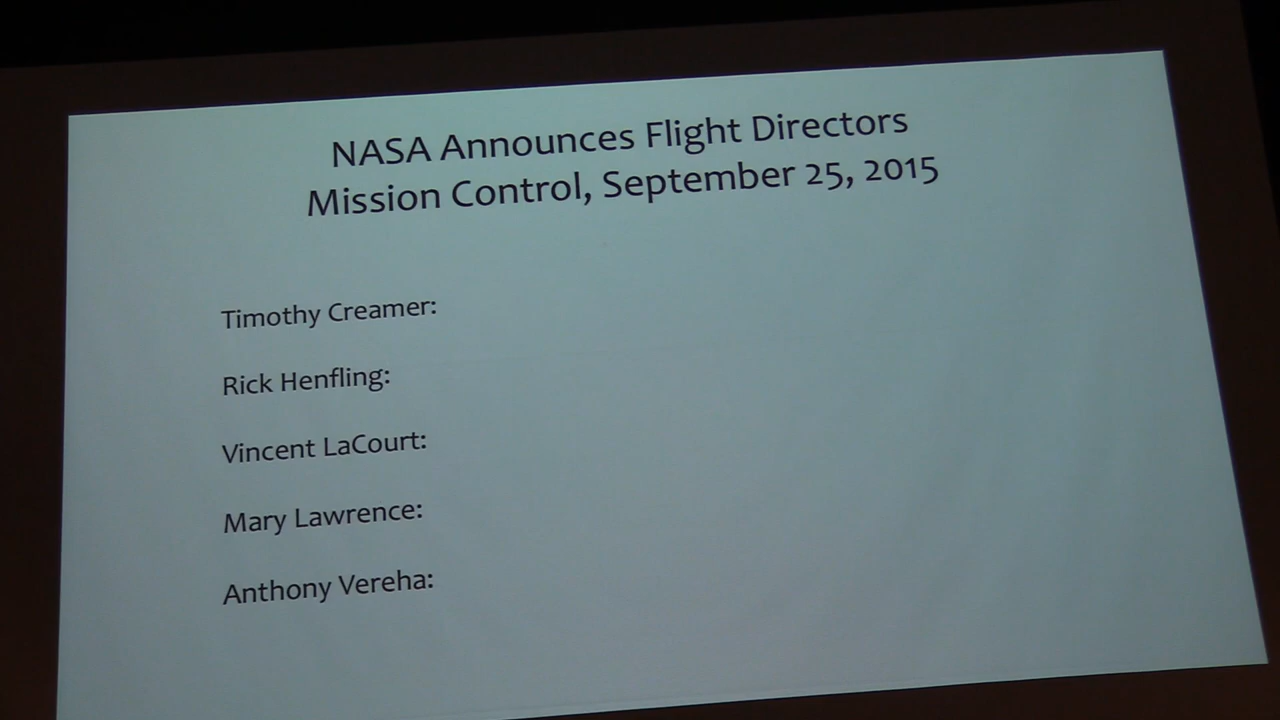 NASA Announces Flight Directors
Mission Control, September 25, 2015
Timothy Creamer:
Rick Henfling:
Vincent LaCourt:
Mary Lawrence:
Anthony Vereha: